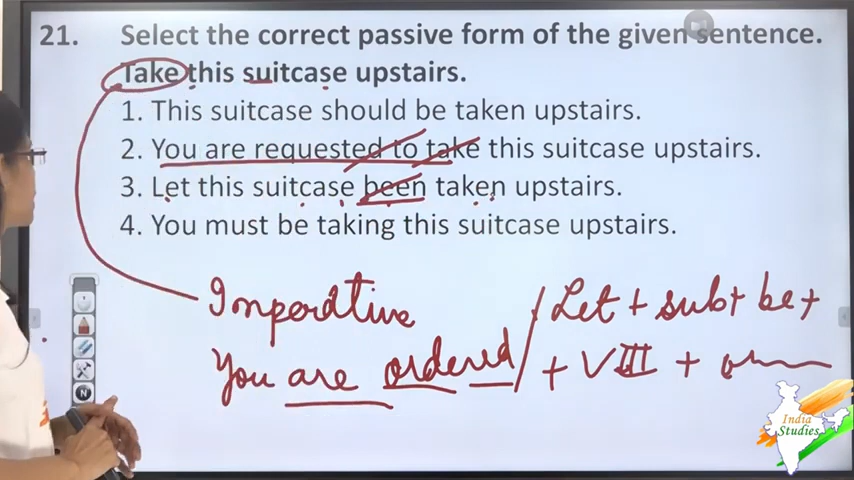 21. Select the correct passive form of the given sentence.
Take this suitcase upstairs.
1. This suitcase should be taken upstairs.
2. You are requested to take this suitcase upstairs.
3. Let this suitcase been taken upstairs.
4. You must be taking this suitcase upstairs.
Imperative
You are ordered
/ Let + sub + be +
+ VIII +
India
Studies
N